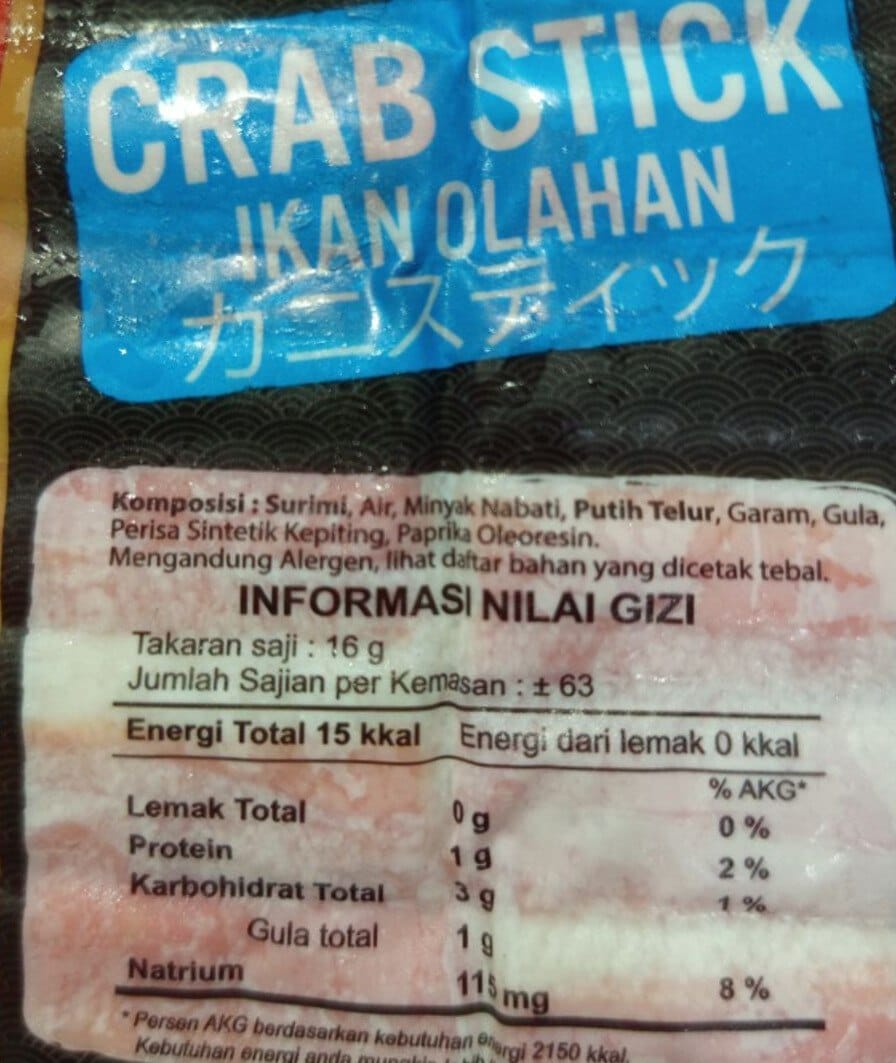 CRAB STICK
IKAN OLAHAN
カニスティック
Komposisi : Surimi, Air, Minyak Nabati, Putih Telur, Garam, Gula,
Perisa Sintetik Kepiting, Paprika Oleoresin.
Mengandung Alergen, lihat daftar bahan yang dicetak tebal.
INFORMASI NILAI GIZI
Takaran saji : 16 g
Jumlah Sajian per Kemasan : ± 63
Energi Total 15 kkal Energi dari lemak 0 kkal
% AKG*
Lemak Total 0 g 0 %
Protein 1 g 2 %
Karbohidrat Total 3 g 1 %
Gula total 1 g
Natrium 115 mg 8 %
*Persen AKG berdasarkan kebutuhan energi 2150 kkal.
Kebutuhan energi anda mungkin